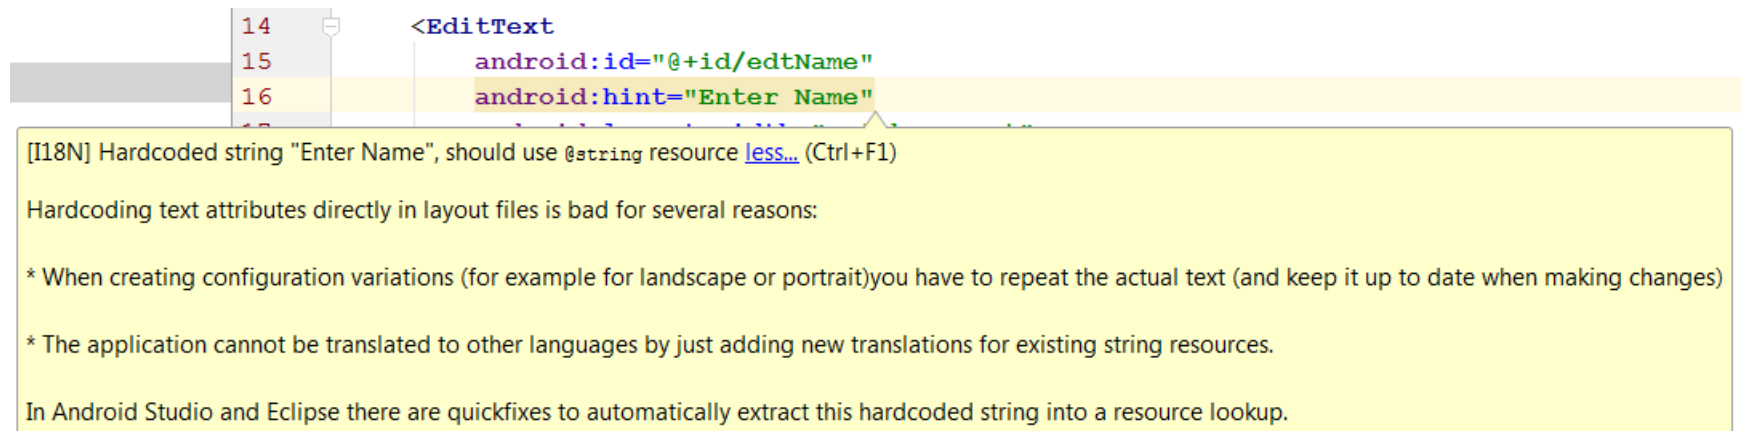 14 <EditText
15 android:id="@+id/edtName"
16 android:hint="Enter Name"
[I18N] Hardcoded string "Enter Name", should use @string resource less... (Ctrl+F1)
Hardcoding text attributes directly in layout files is bad for several reasons:
* When creating configuration variations (for example for landscape or portrait)you have to repeat the actual text (and keep it up to date when making changes)
* The application cannot be translated to other languages by just adding new translations for existing string resources.
In Android Studio and Eclipse there are quickfixes to automatically extract this hardcoded string into a resource lookup.